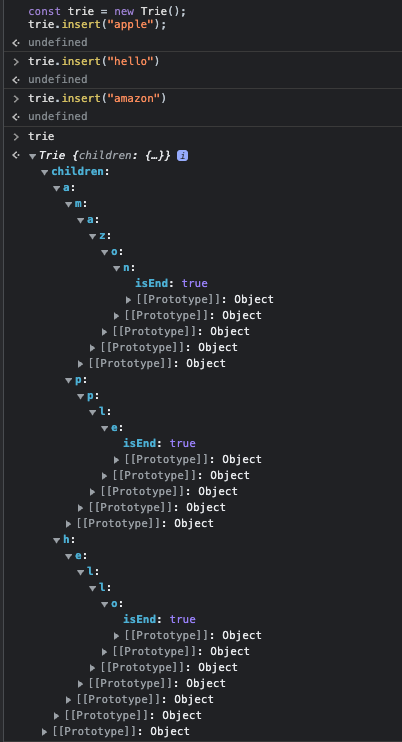 const trie = new Trie();
trie.insert("apple");
undefined
trie.insert("hello")
undefined
trie.insert("amazon")
undefined
trie
Trie {children: {…}} i
children:
a:
m:
a:
z:
o:
n:
isEnd: true
[[Prototype]]: Object
[[Prototype]]: Object
[[Prototype]]: Object
[[Prototype]]: Object
[[Prototype]]: Object
p:
p:
l:
e:
isEnd: true
[[Prototype]]: Object
[[Prototype]]: Object
[[Prototype]]: Object
[[Prototype]]: Object
[[Prototype]]: Object
h:
e:
l:
l:
o:
isEnd: true
[[Prototype]]: Object
[[Prototype]]: Object
[[Prototype]]: Object
[[Prototype]]: Object
[[Prototype]]: Object
[[Prototype]]: Object
[[Prototype]]: Object